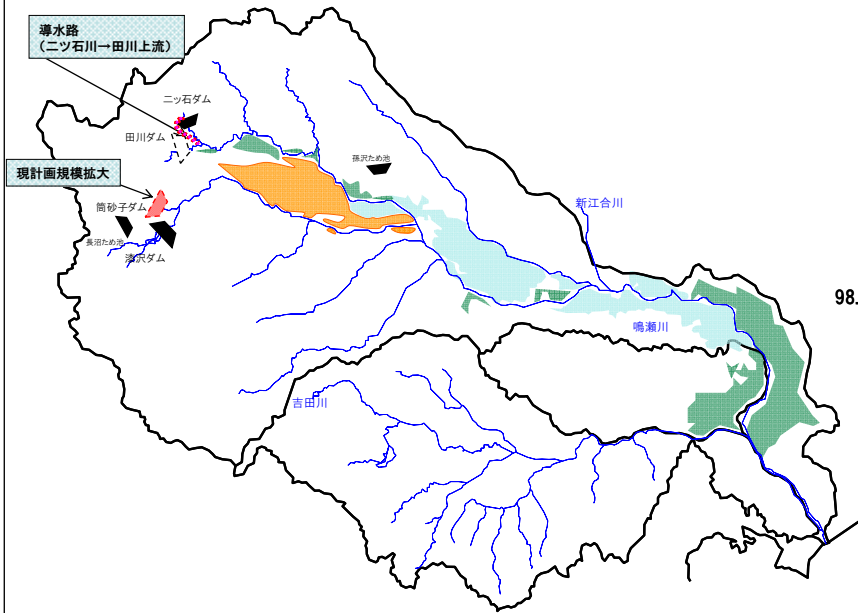 導水路
(二ツ石川→田川上流)
二ッ石ダム
田川ダム
孫沢ため池
現計画規模拡大
筒砂子ダム
長沼ため池
漆沢ダム
新江合川
98.
鳴瀬川
吉田川